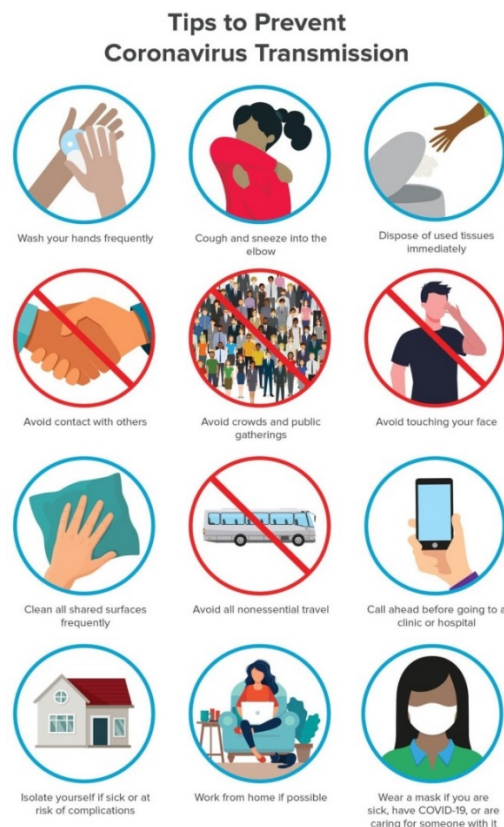 Tips to Prevent
Coronavirus Transmission
Wash your hands frequently
Cough and sneeze into the
elbow
Dispose of used tissues
immediately
Avoid contact with others
Avoid crowds and public
gatherings
Avoid touching your face
Clean all shared surfaces
frequently
Avoid all nonessential travel
Call ahead before going to a
clinic or hospital
Isolate yourself if sick or at
risk of complications
Work from home if possible
Wear a mask if you are
sick, have COVID-19, or are
caring for someone with it